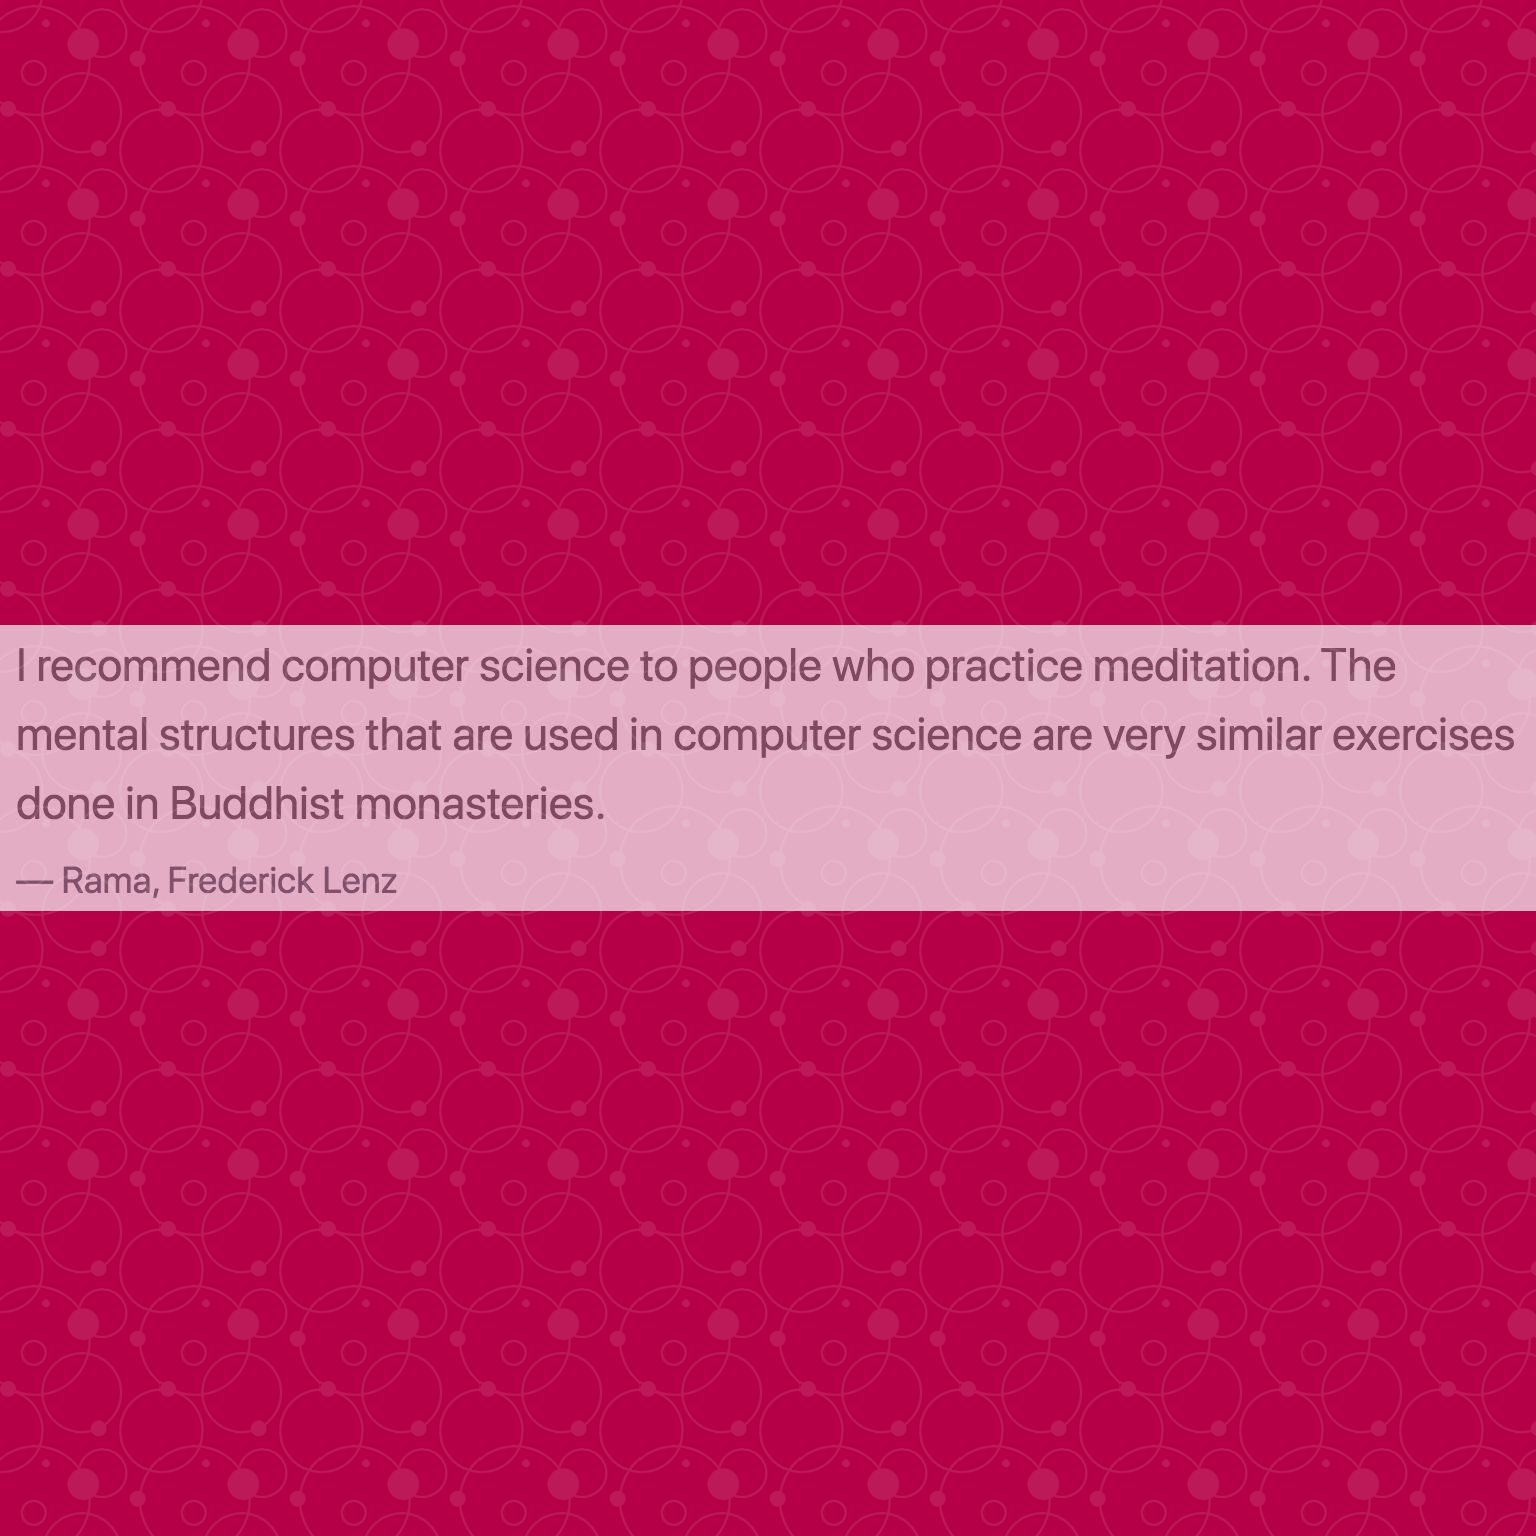 I recommend computer science to people who practice meditation. The
mental structures that are used in computer science are very similar exercises
done in Buddhist monasteries.
— Rama, Frederick Lenz